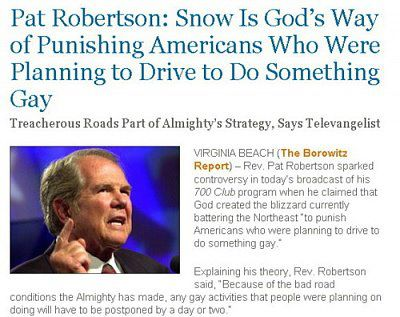 Pat Robertson: Snow Is God's Way
of Punishing Americans Who Were
Planning to Drive to Do Something
Gay
Treacherous Roads Part of Almighty's Strategy, Says Televangelist
VIRGINIA BEACH (The Borowitz
Report) – Rev. Pat Robertson sparked
controversy in today's broadcast of his
700 Club program when he claimed that
God created the blizzard currently
battering the Northeast "to punish
Americans who were planning to drive to
do something gay."
Explaining his theory, Rev. Robertson
said, "Because of the bad road
conditions the Almighty has made, any gay activities that people were planning on
doing will have to be postponed by a day or two."